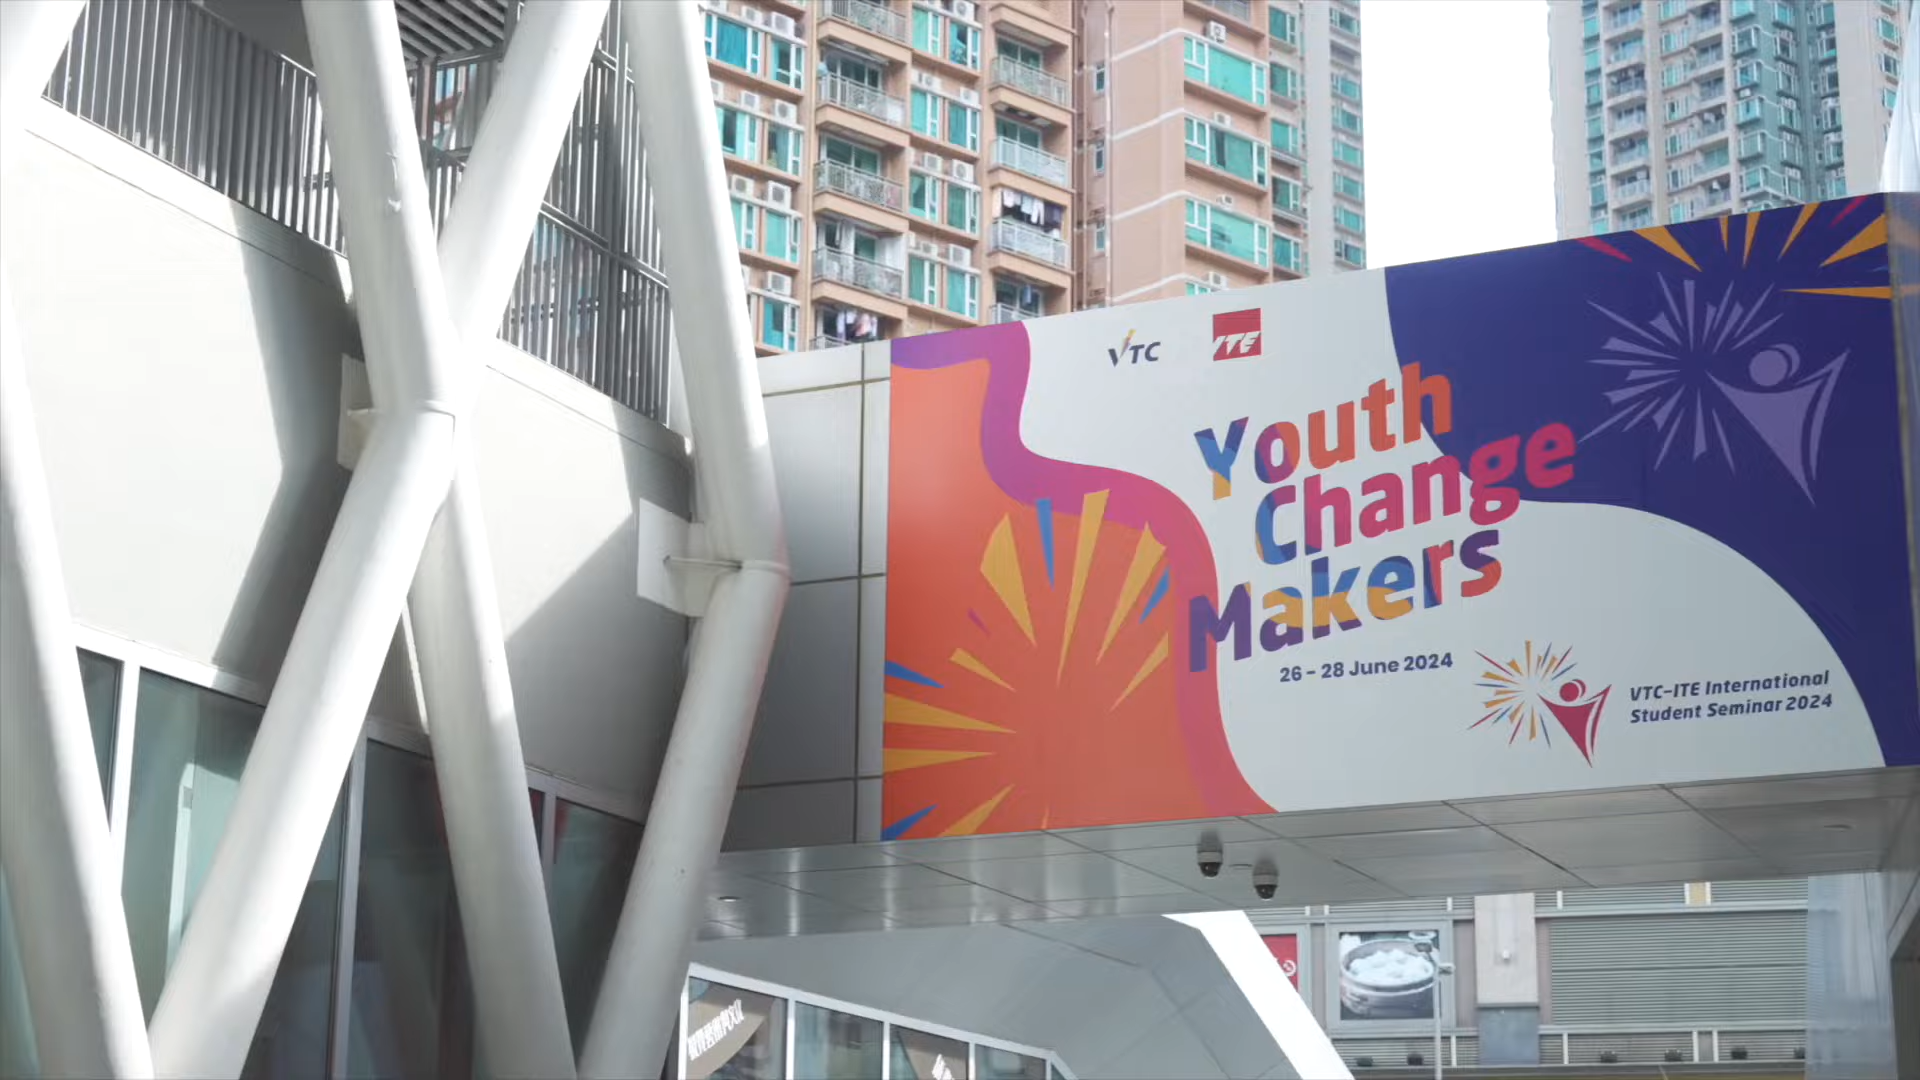 VTC
ITE
Youth
Change
Makers
26 - 28 June 2024
VTC-ITE International
Student Seminar 2024